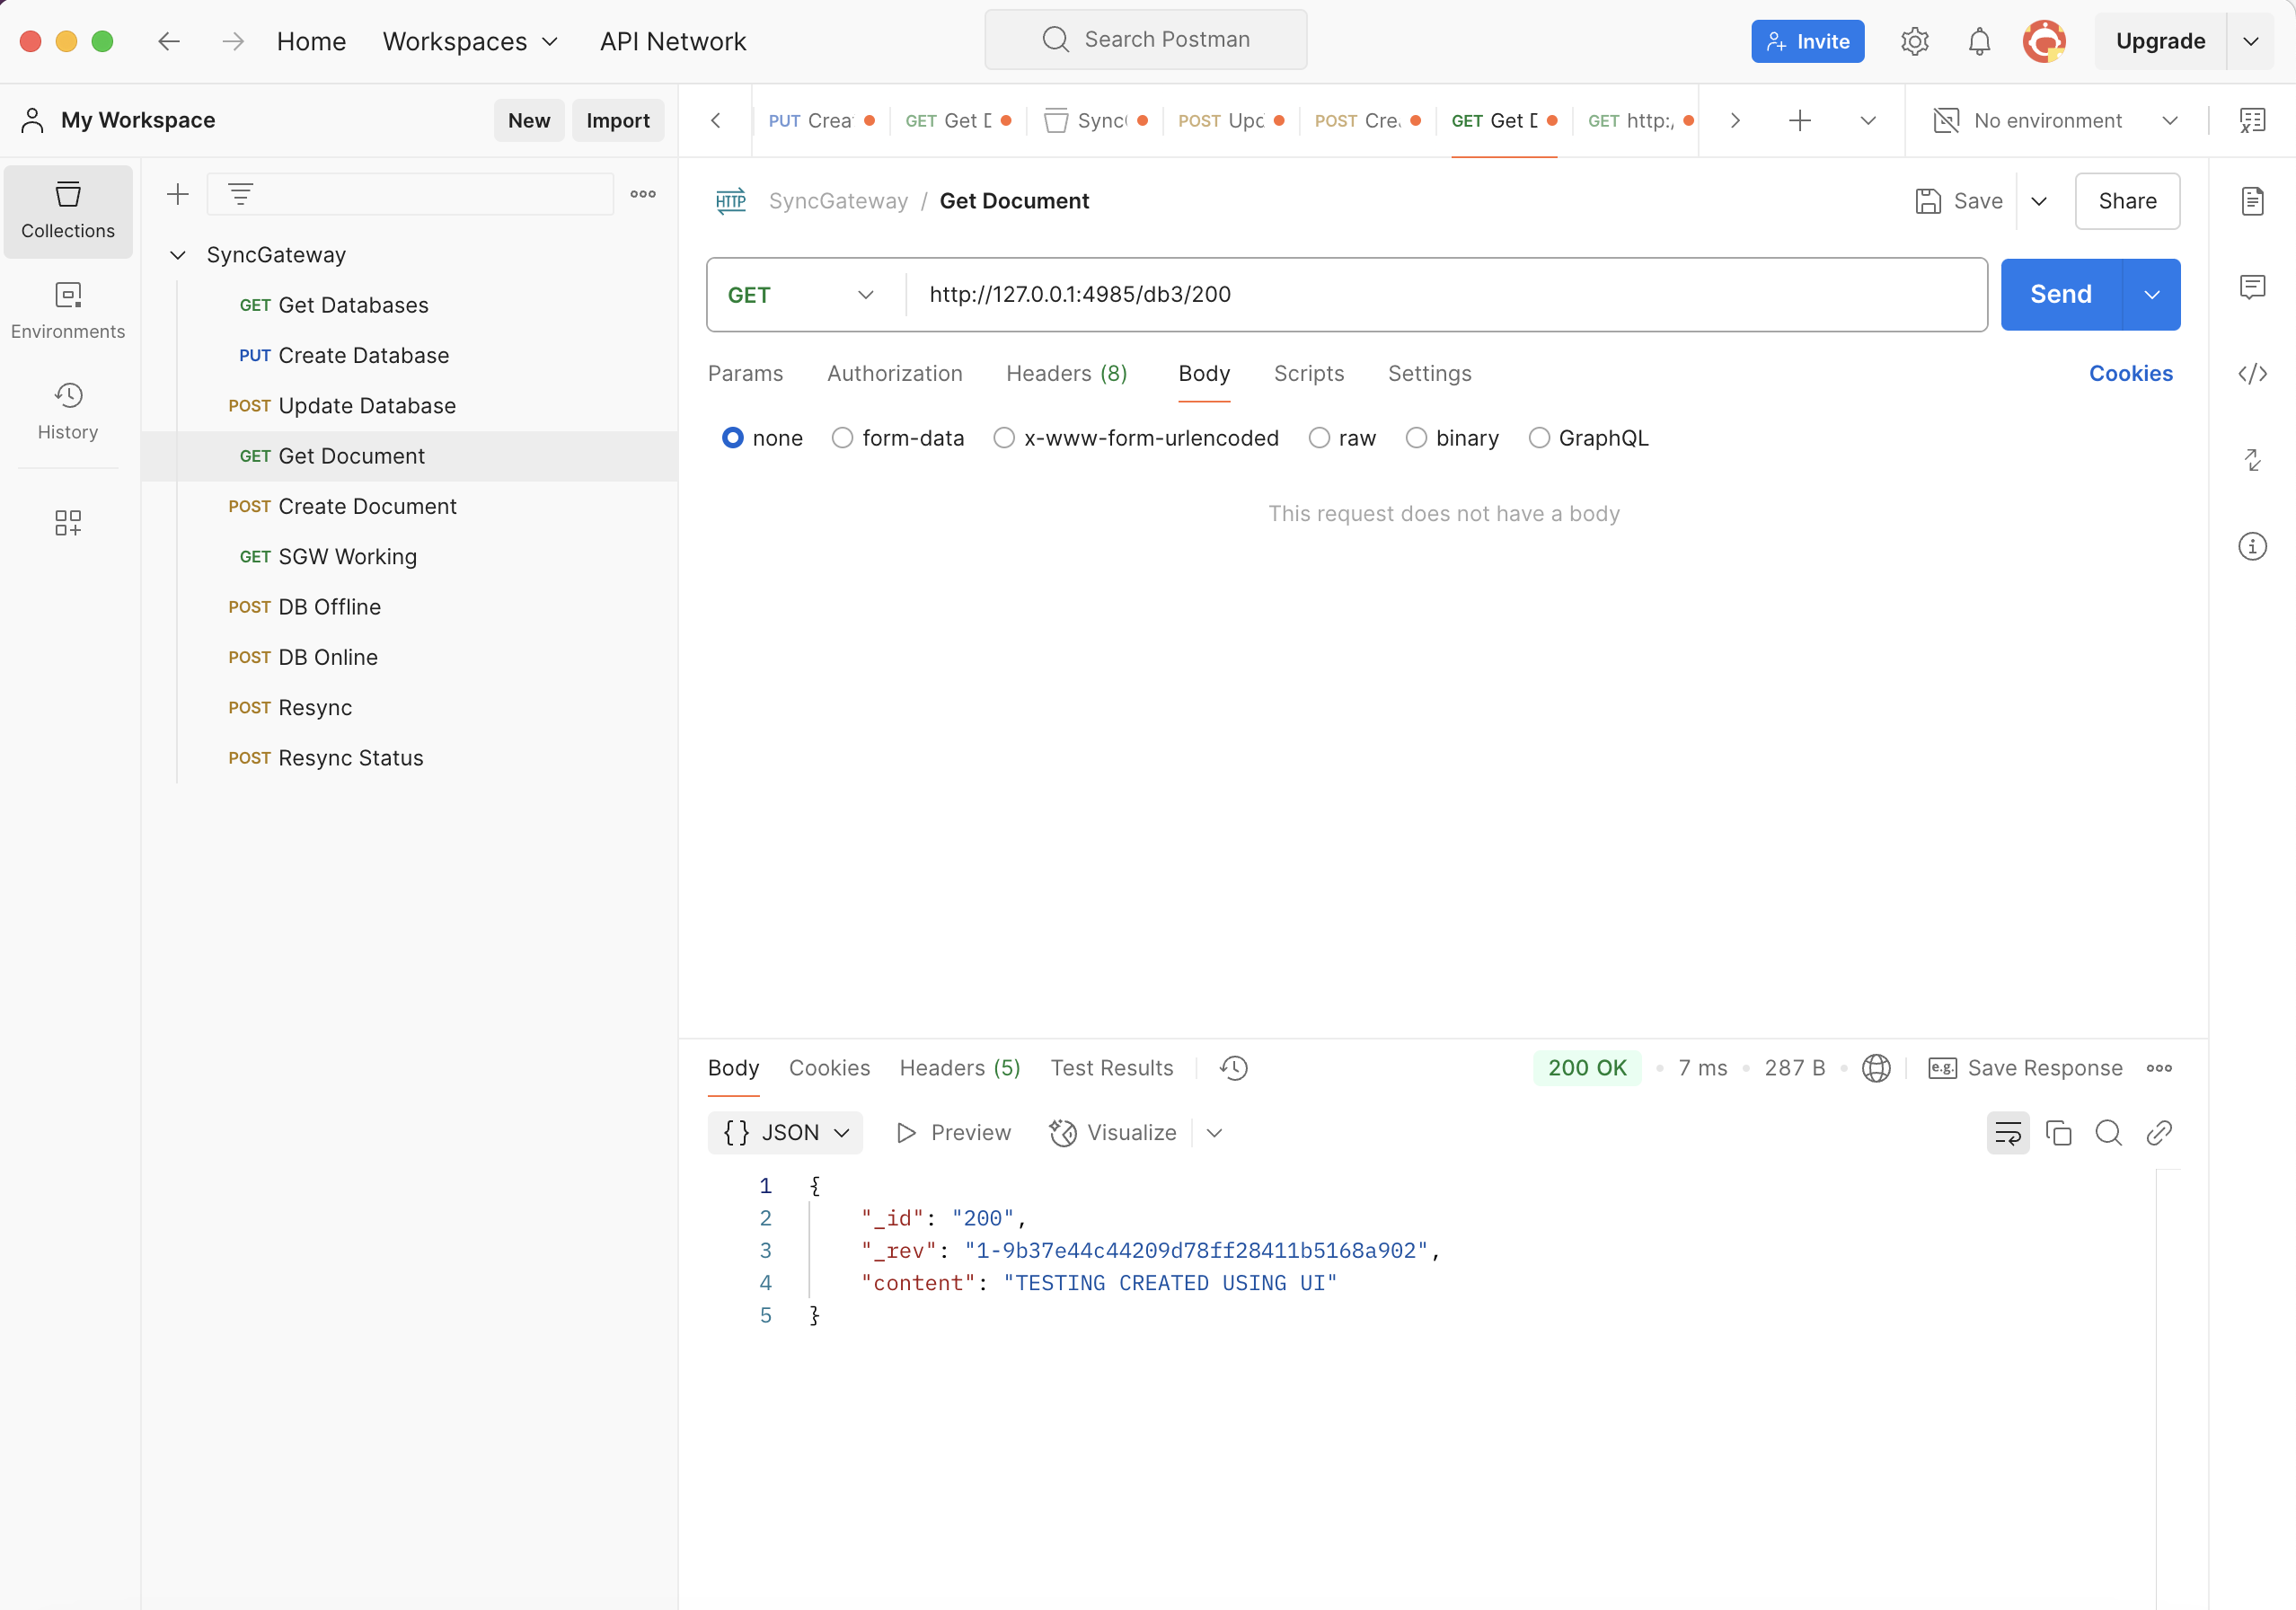 Home Workspaces API Network Search Postman Invite Upgrade
My Workspace New Import
PUT Crea GET Get D Sync POST Upd POST Cre GET Get D GET http:/ No environment
Collections
Environments
History
SyncGateway
GET Get Databases
PUT Create Database
POST Update Database
GET Get Document
POST Create Document
GET SGW Working
POST DB Offline
POST DB Online
POST Resync
POST Resync Status
HTTP SyncGateway / Get Document Save Share
GET http://127.0.0.1:4985/db3/200 Send
Params Authorization Headers (8) Body Scripts Settings Cookies
none form-data x-www-form-urlencoded raw binary GraphQL
This request does not have a body
Body Cookies Headers (5) Test Results 200 OK • 7 ms • 287 B • e.g. Save Response
{} JSON Preview Visualize
1 {
2 "_id": "200",
3 "_rev": "1-9b37e44c44209d78ff28411b5168a902",
4 "content": "TESTING CREATED USING UI"
5 }